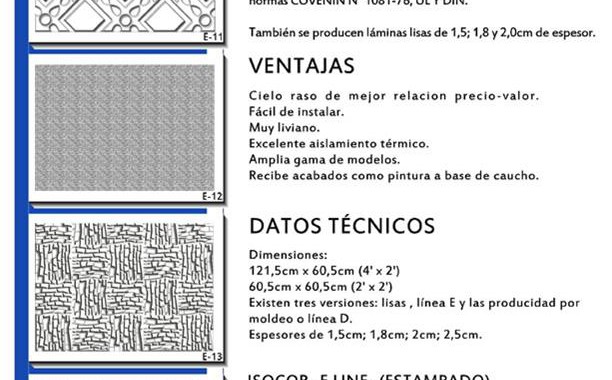 normas COVENIN N° 1081-76, UL Y DIN.
También se producen láminas lisas de 1,5; 1,8 y 2,0cm de espesor.
E-11
VENTAJAS
Cielo raso de mejor relacion precio-valor.
Fácil de instalar.
Muy liviano.
Excelente aislamiento térmico.
Amplia gama de modelos.
Recibe acabados como pintura a base de caucho.
E-12
DATOS TÉCNICOS
Dimensiones:
121,5cm x 60,5cm (4' x 2')
60,5cm x 60,5cm (2' x 2')
Existen tres versiones: lisas , línea E y las producidad por
moldeo o línea D.
Espesores de 1,5cm; 1,8cm; 2cm; 2,5cm.
E-13
ISOCOR E LINE (ESTAMPADO)